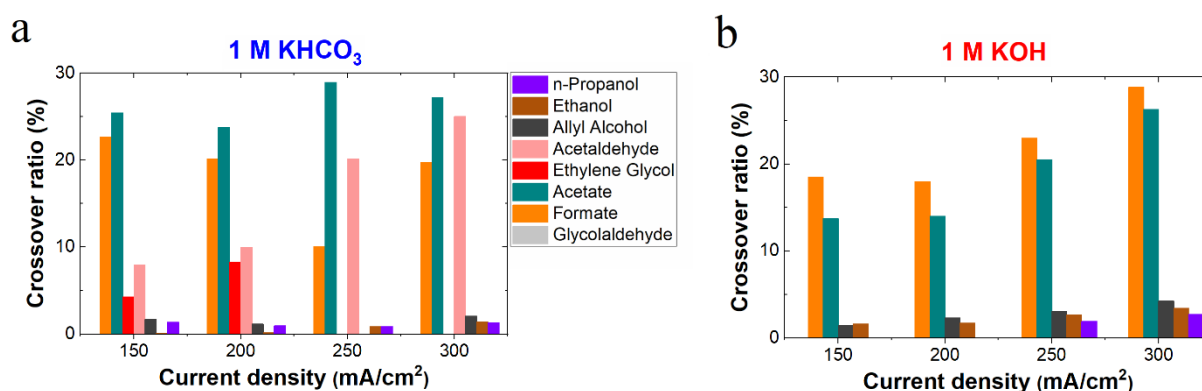 a
1 M KHCO₃
Crossover ratio (%)
30
20
10
0
150
200
250
300
Current density (mA/cm²)
n-Propanol
Ethanol
Allyl Alcohol
Acetaldehyde
Ethylene Glycol
Acetate
Formate
Glycolaldehyde
b
1 M KOH
Crossover ratio (%)
30
20
10
0
150
200
250
300
Current density (mA/cm²)